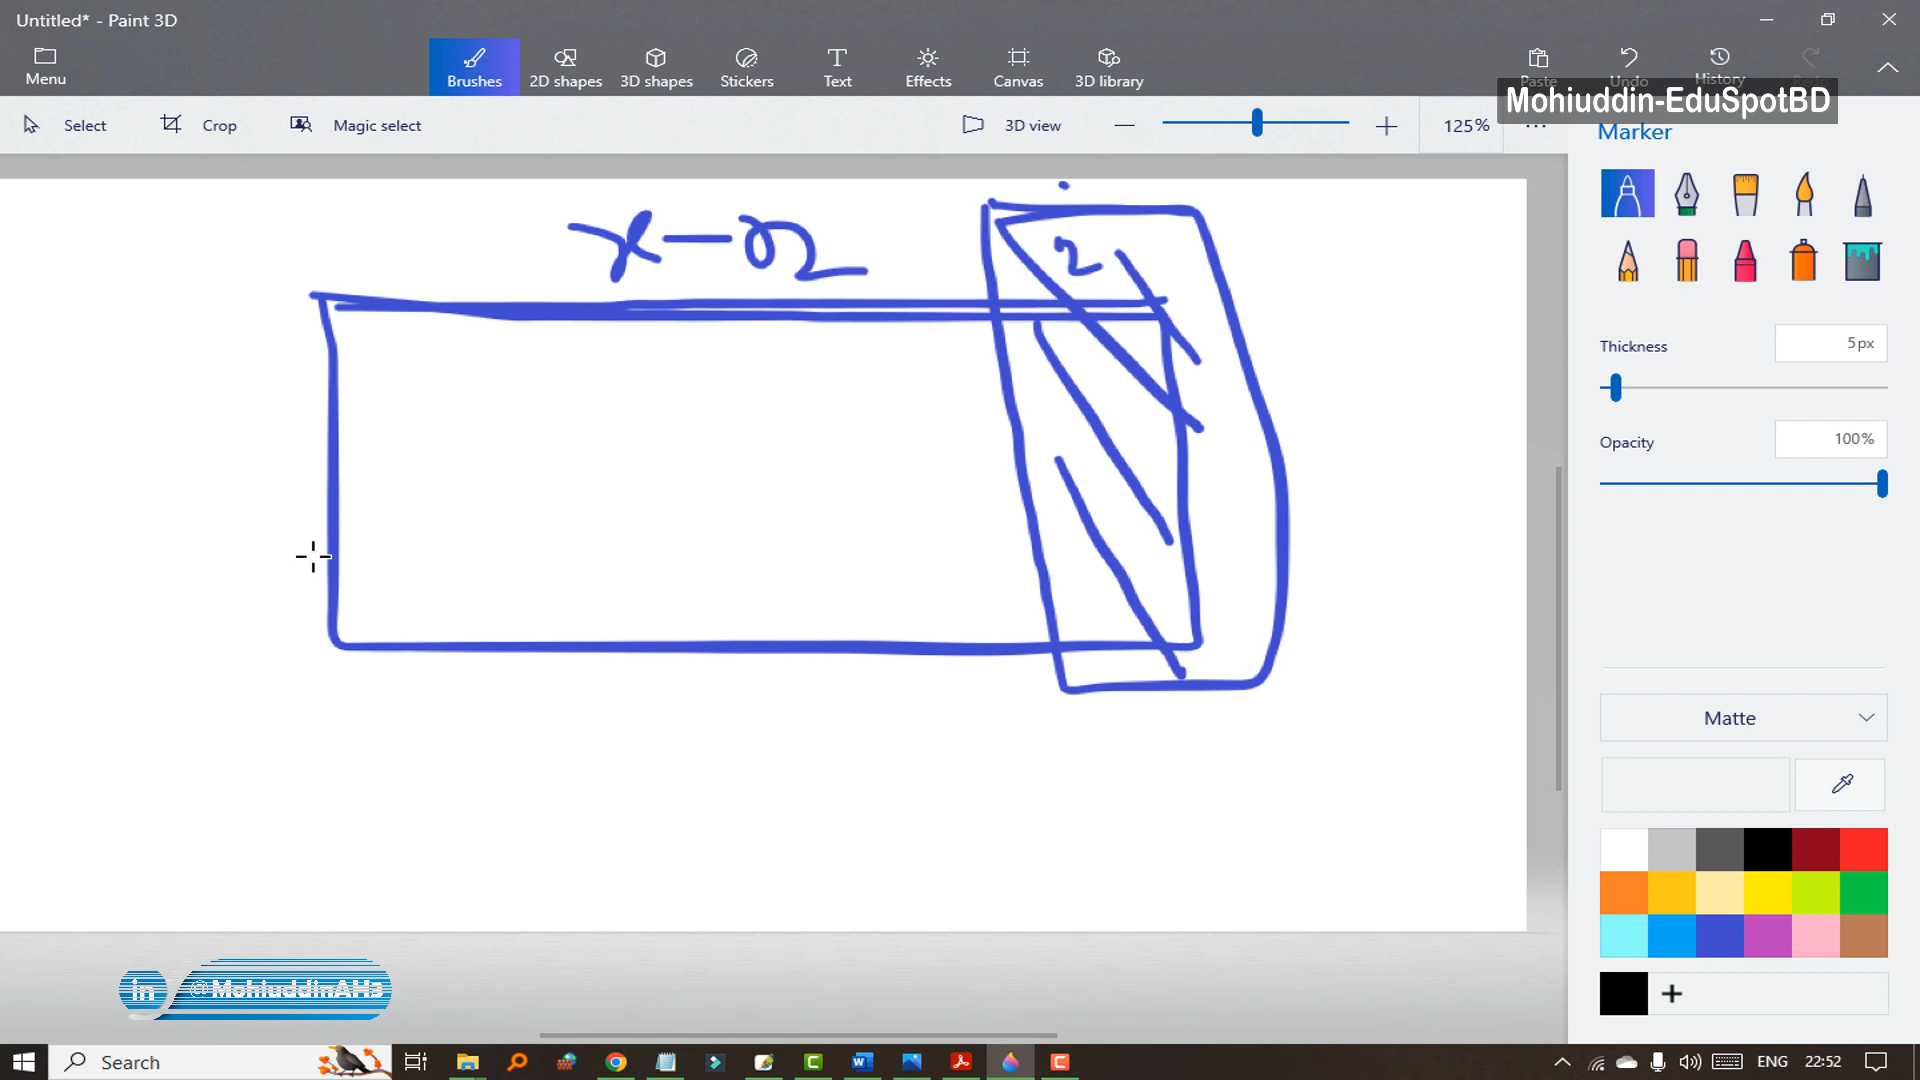 Untitled* - Paint 3D
Menu
Brushes
2D shapes
3D shapes
Stickers
Text
Effects
Canvas
3D library
Paste
Undo
History
Redo
Mohiuddin-EduSpotBD
Select
Crop
Magic select
3D view
125%
...
Marker
2
Thickness
5px
Opacity
100%
Matte
in @MohiuddinAH3
Search
ENG
22:52